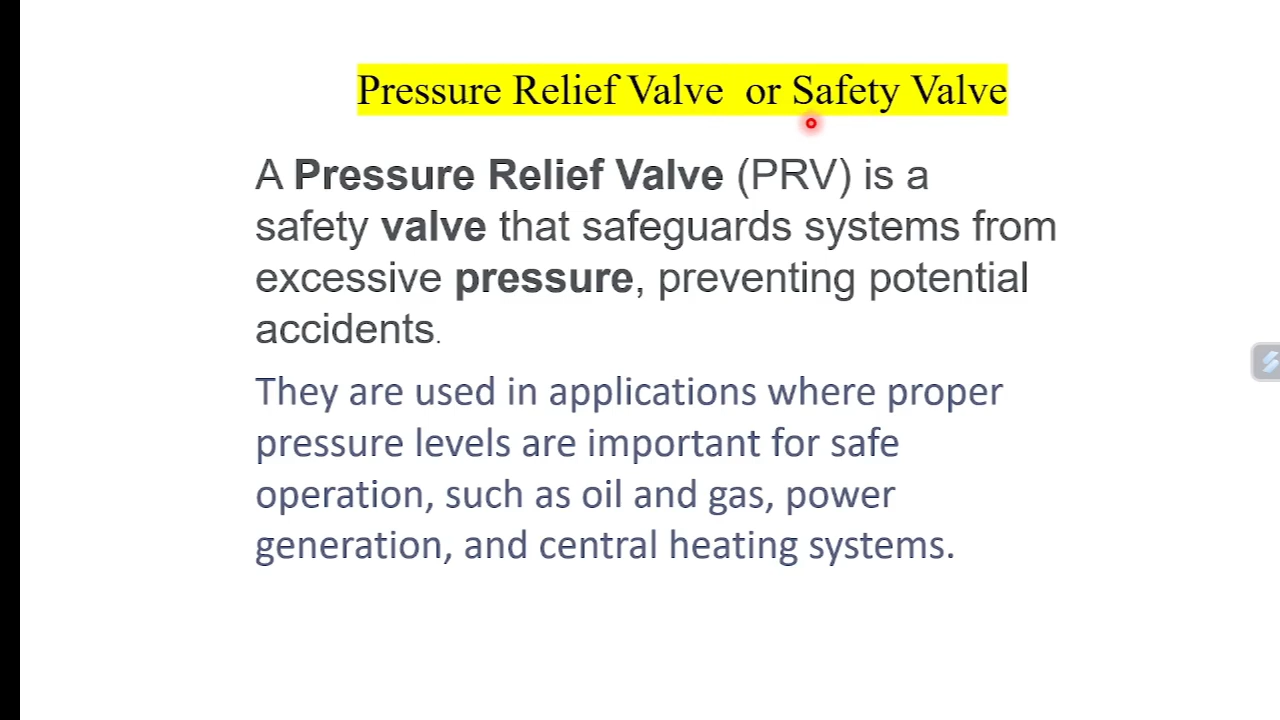 Pressure Relief Valve  or Safety Valve
A Pressure Relief Valve (PRV) is a
safety valve that safeguards systems from
excessive pressure, preventing potential
accidents.
They are used in applications where proper
pressure levels are important for safe
operation, such as oil and gas, power
generation, and central heating systems.